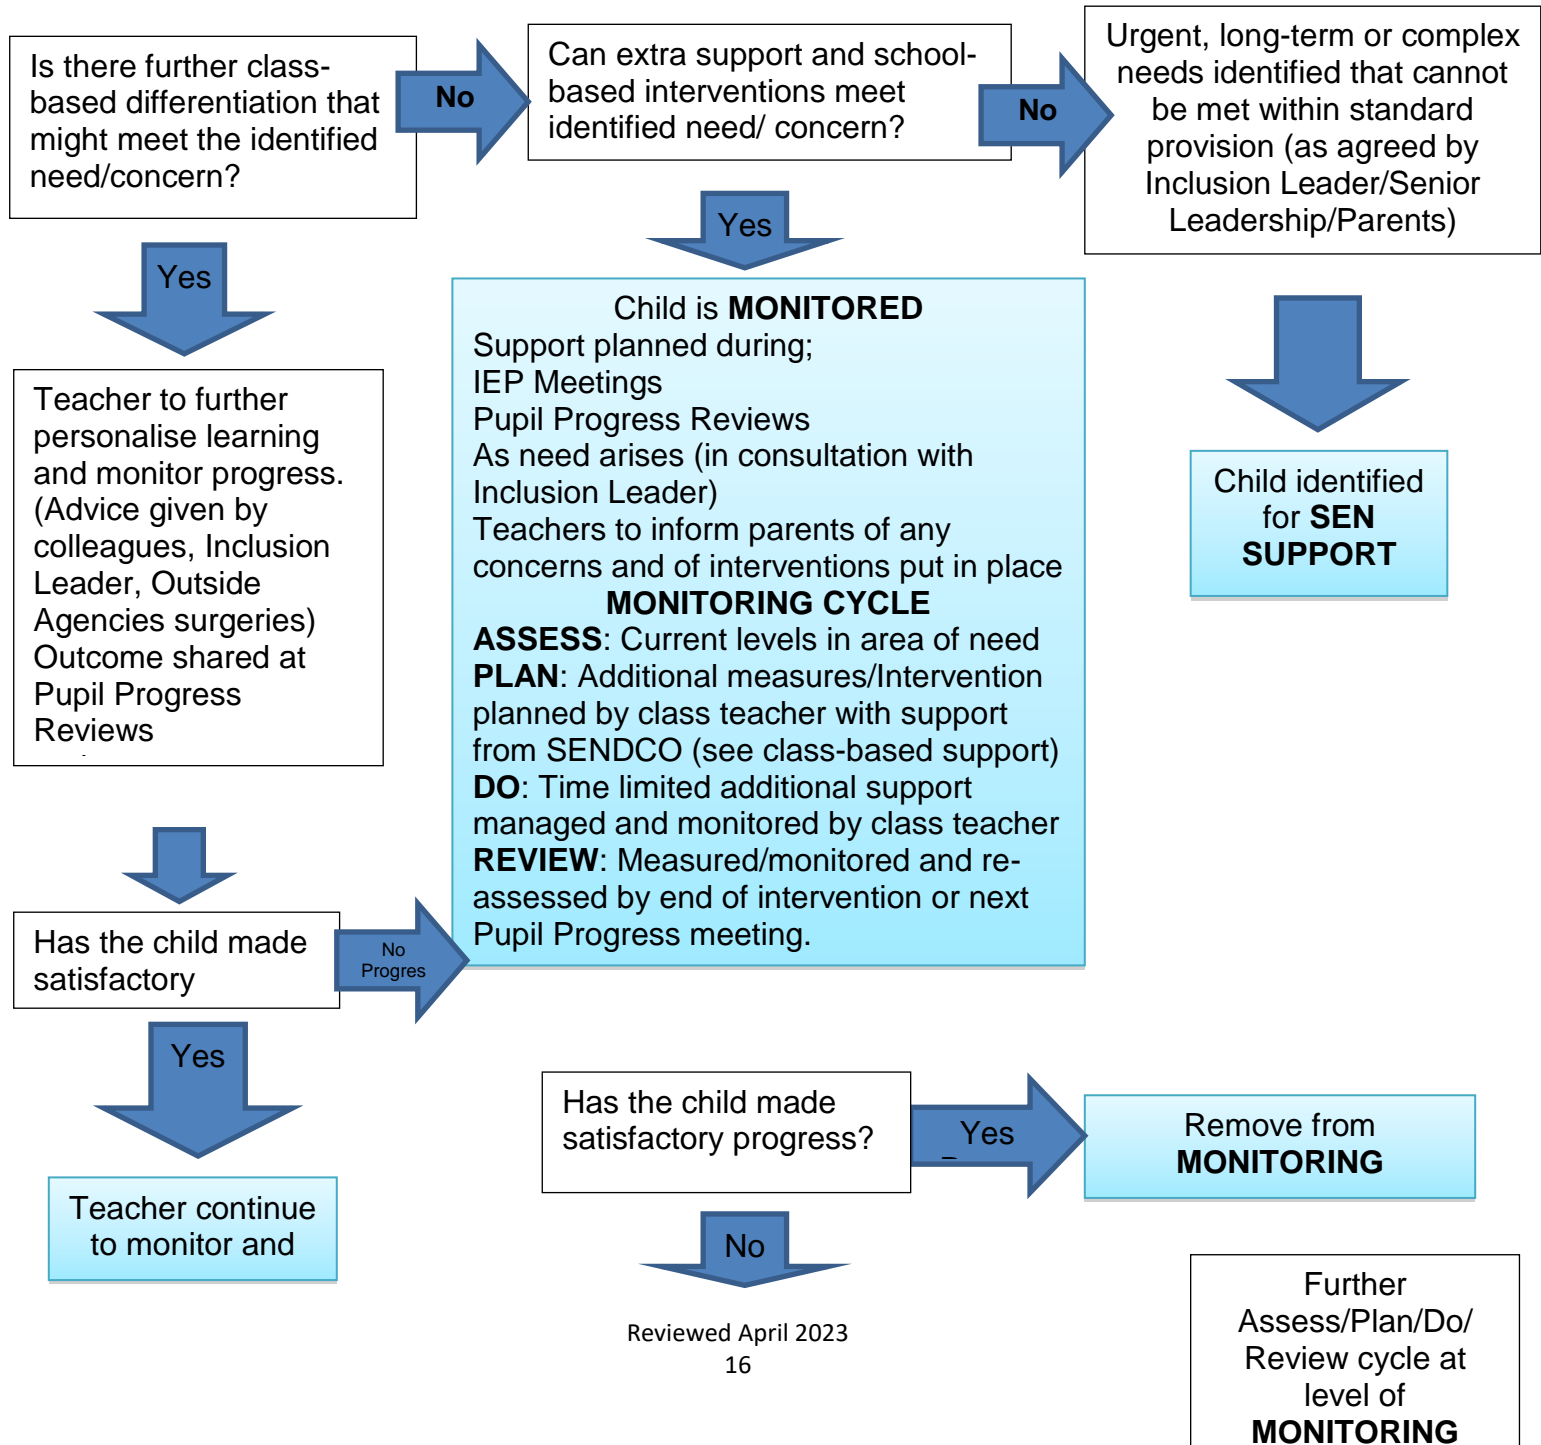 Is there further class-
based differentiation that
might meet the identified
need/concern?
No
Can extra support and school-
based interventions meet
identified need/ concern?
No
Urgent, long-term or complex
needs identified that cannot
be met within standard
provision (as agreed by
Inclusion Leader/Senior
Leadership/Parents)
Yes
Yes
Teacher to further
personalise learning
and monitor progress.
(Advice given by
colleagues, Inclusion
Leader, Outside
Agencies surgeries)
Outcome shared at
Pupil Progress
Reviews
Child is MONITORED
Support planned during;
IEP Meetings
Pupil Progress Reviews
As need arises (in consultation with
Inclusion Leader)
Teachers to inform parents of any
concerns and of interventions put in place
MONITORING CYCLE
ASSESS: Current levels in area of need
PLAN: Additional measures/Intervention
planned by class teacher with support
from SENDCO (see class-based support)
DO: Time limited additional support
managed and monitored by class teacher
REVIEW: Measured/monitored and re-
assessed by end of intervention or next
Pupil Progress meeting.
Child identified
for SEN
SUPPORT
Has the child made
satisfactory
No
Progres
Yes
Teacher continue
to monitor and
Has the child made
satisfactory progress?
Yes
Remove from
MONITORING
No
Further
Assess/Plan/Do/
Review cycle at
level of
MONITORING
Reviewed April 2023
16